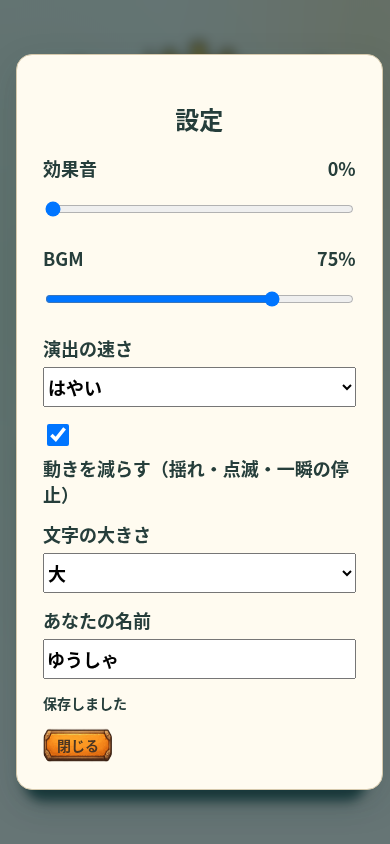 設定
効果音 0%
BGM 75%
演出の速さ
はやい
動きを減らす（揺れ・点滅・一瞬の停
止）
文字の大きさ
大
あなたの名前
ゆうしゃ
保存しました
閉じる